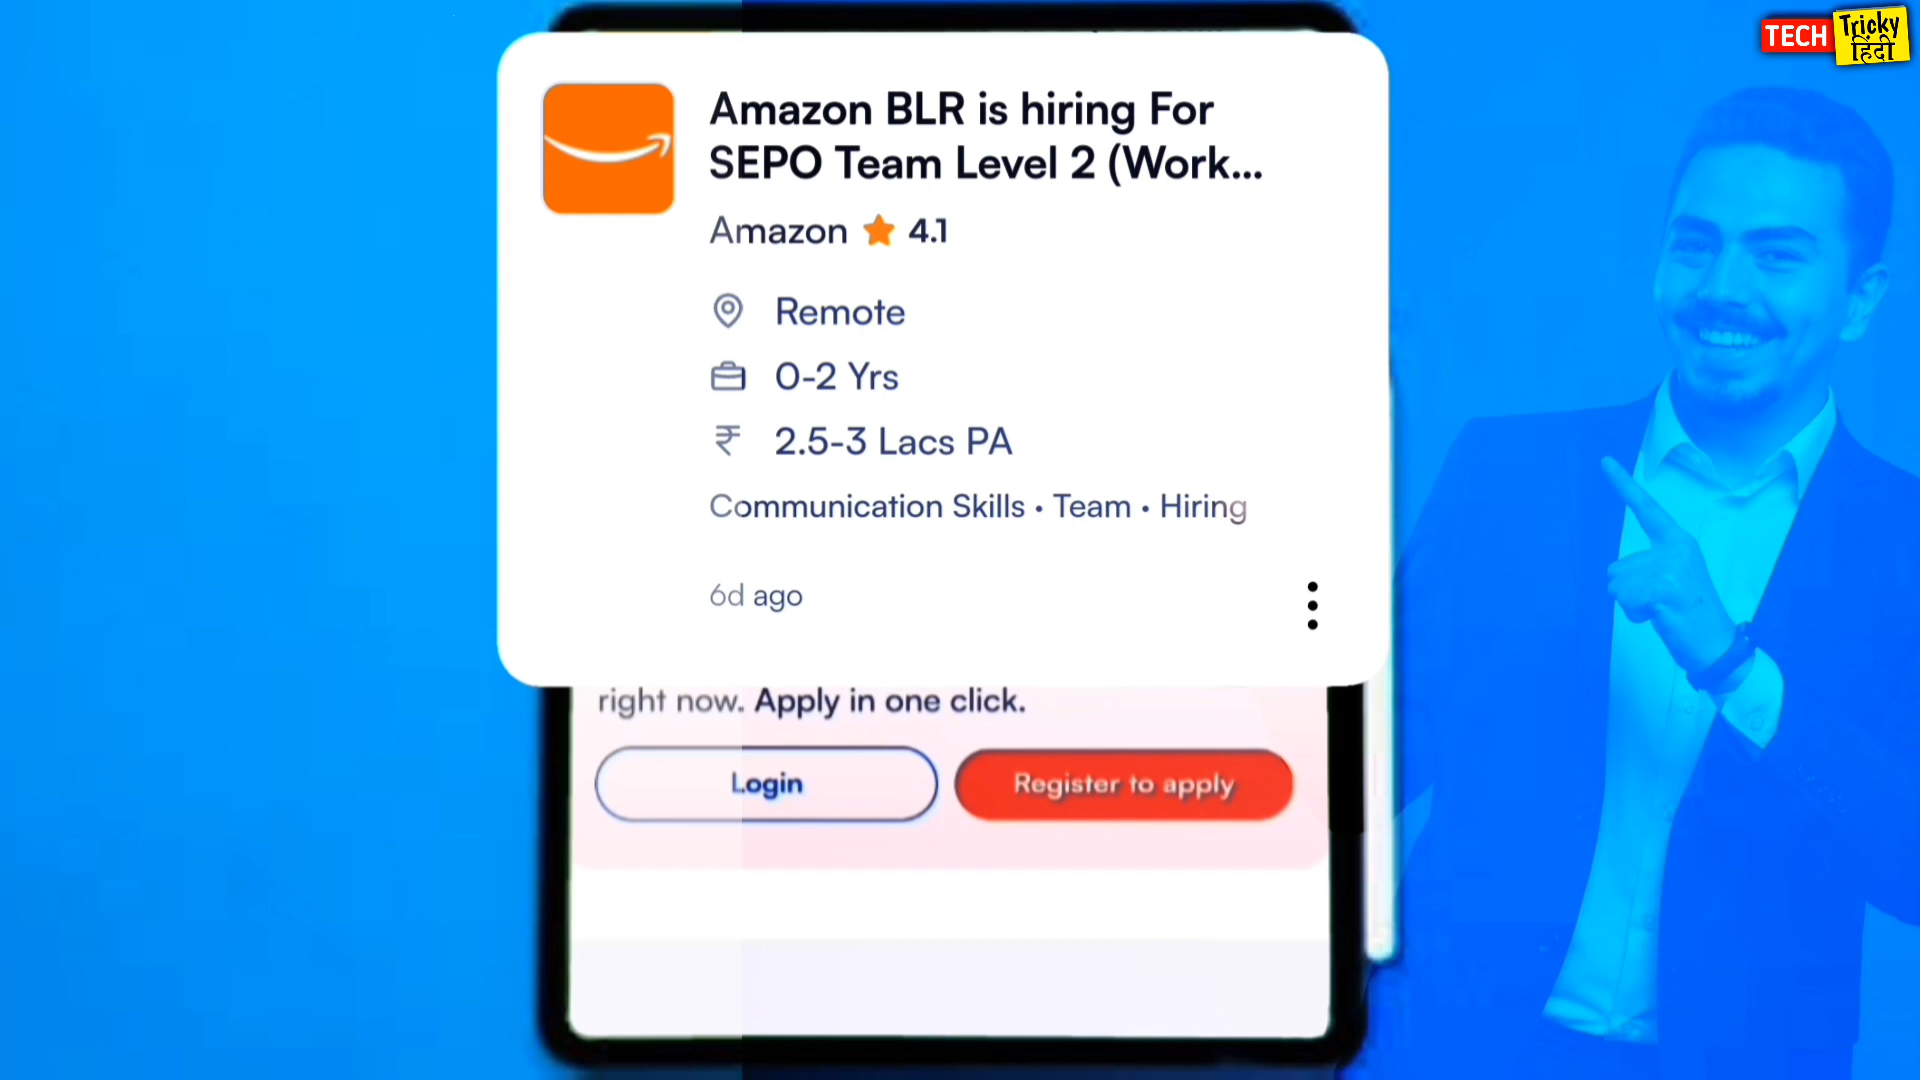 TECH Tricky
हिंदी
Amazon BLR is hiring For
SEPO Team Level 2 (Work...
Amazon 4.1
Remote
0-2 Yrs
₹ 2.5-3 Lacs PA
Communication Skills • Team • Hiring
6d ago
right now. Apply in one click.
Login
Register to apply